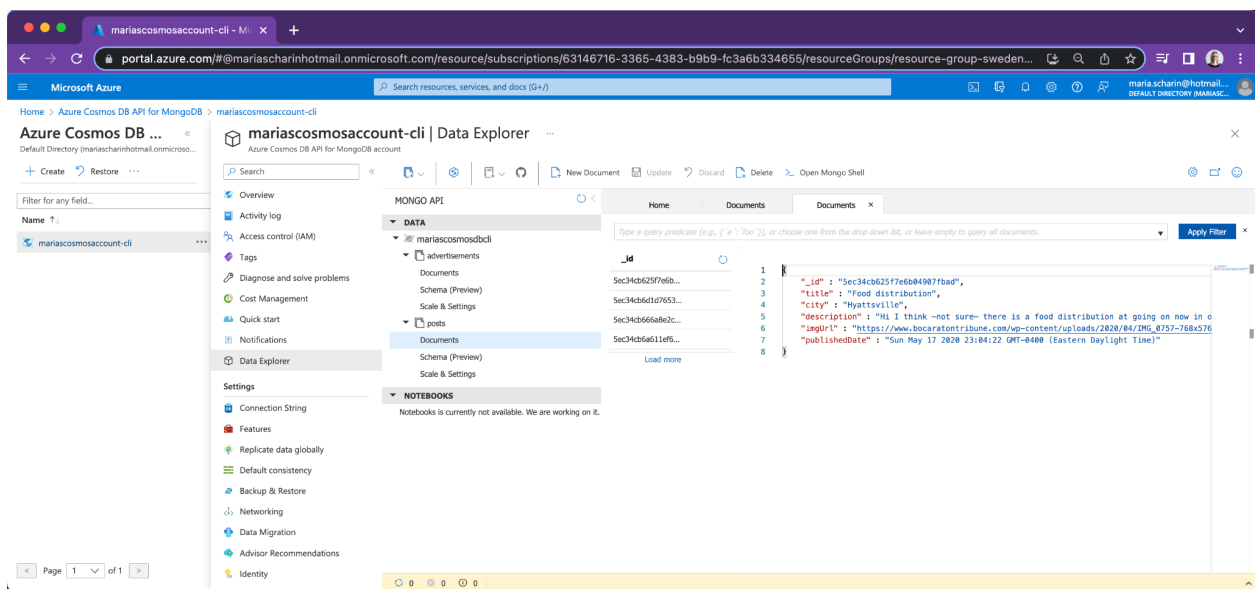 mariascosmosaccount-cli - Mi
portal.azure.com/#@mariascharinhotmail.onmicrosoft.com/resource/subscriptions/63146716-3365-4383-b9b9-fc3a6b334655/resourceGroups/resource-group-sweden...
Microsoft Azure
Search resources, services, and docs (G+/)
maria.scharin@hotmail....
DEFAULT DIRECTORY (MARIASC...
Home > Azure Cosmos DB API for MongoDB > mariascosmosaccount-cli
Azure Cosmos DB ... «
Default Directory (mariascharinhotmail.onmicroso...
+ Create Restore ...
Filter for any field...
Name ↑↓
mariascosmosaccount-cli ...
< Page 1 of 1 >
mariascosmosaccount-cli | Data Explorer ...
Azure Cosmos DB API for MongoDB account
Search «
Overview
Activity log
Access control (IAM)
Tags
Diagnose and solve problems
Cost Management
Quick start
Notifications
Data Explorer
Settings
Connection String
Features
Replicate data globally
Default consistency
Backup & Restore
Networking
Data Migration
Advisor Recommendations
Identity
New Document Update Discard Delete >_ Open Mongo Shell
MONGO API
DATA
mariascosmosdbcli
advertisements
Documents
Schema (Preview)
Scale & Settings
posts
Documents
Schema (Preview)
Scale & Settings
NOTEBOOKS
Notebooks is currently not available. We are working on it.
Home Documents Documents ×
Type a query predicate (e.g., {´a´:´foo´}), or choose one from the drop down list, or leave empty to query all documents.
Apply Filter ×
_id
5ec34cb625f7e6b...
5ec34cb6d1d7653...
5ec34cb666a8e2c...
5ec34cb6a611ef6...
Load more
1 {
2 "_id" : "5ec34cb625f7e6b04907fbad",
3 "title" : "Food distribution",
4 "city" : "Hyattsville",
5 "description" : "Hi I think —not sure— there is a food distribution at going on now in o
6 "imgUrl" : "https://www.bocaratontribune.com/wp-content/uploads/2020/04/IMG_0757-768x576
7 "publishedDate" : "Sun May 17 2020 23:04:22 GMT-0400 (Eastern Daylight Time)"
8 }
0 0 0